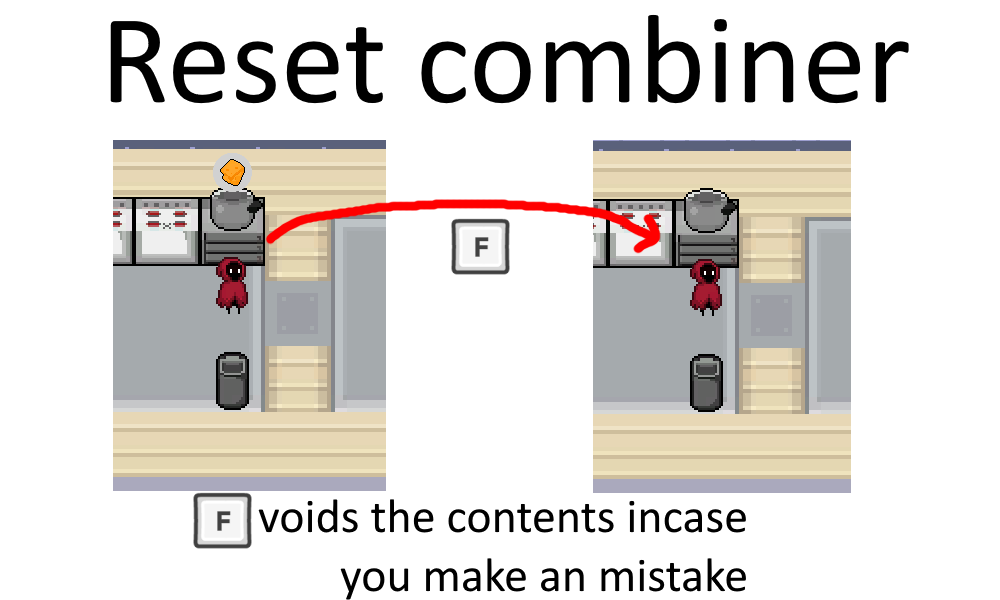 Reset combiner
F
F voids the contents incase
you make an mistake